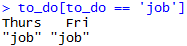 > to_do[to_do == 'job']
Thurs   Fri
"job" "job"